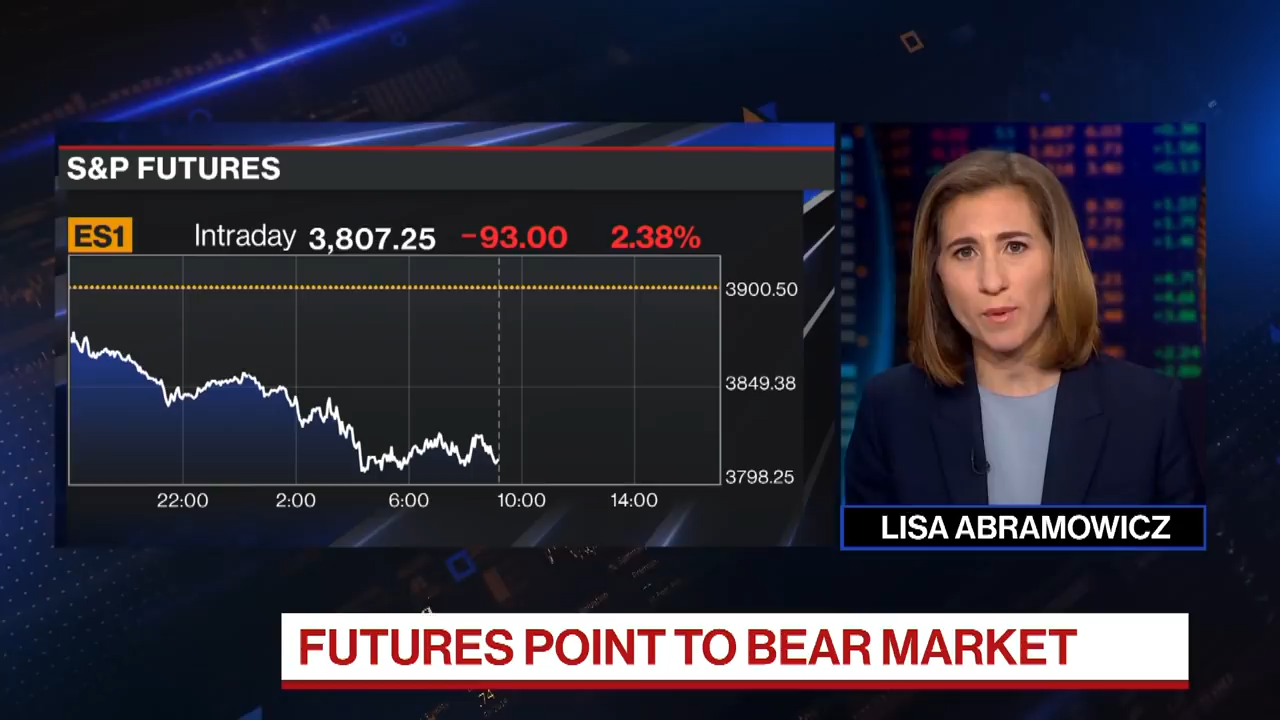 S&P FUTURES
ES1 Intraday 3,807.25 -93.00 2.38%
3900.50
3849.38
3798.25
22:00 2:00 6:00 10:00 14:00
LISA ABRAMOWICZ
FUTURES POINT TO BEAR MARKET